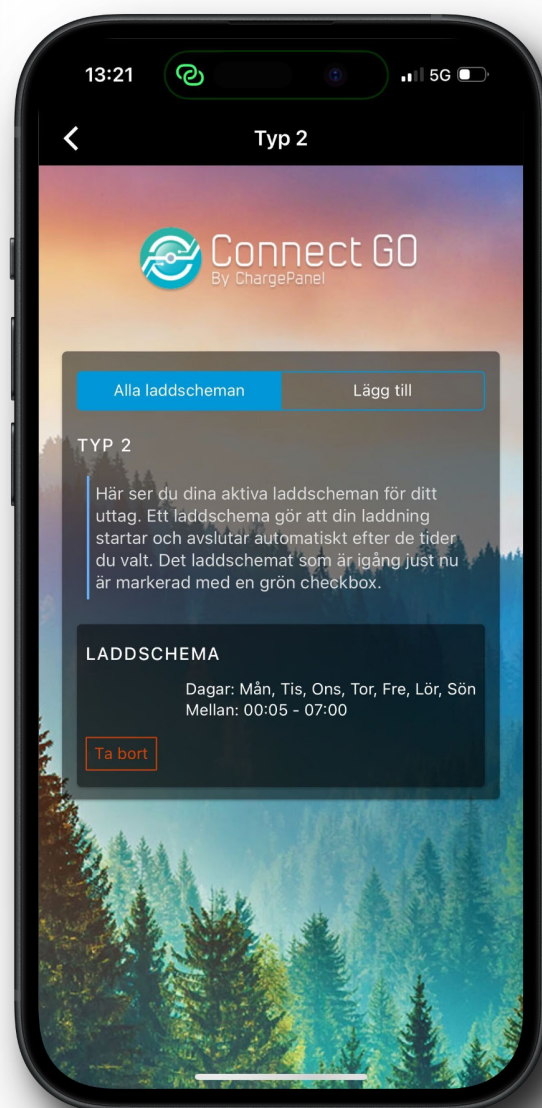 13:21
5G
Typ 2
Connect GO
By ChargePanel
Alla laddscheman
Lägg till
TYP 2
Här ser du dina aktiva laddscheman för ditt
uttag. Ett laddschema gör att din laddning
startar och avslutar automatiskt efter de tider
du valt. Det laddschemat som är igång just nu
är markerad med en grön checkbox.
LADDSCHEMA
Dagar: Mån, Tis, Ons, Tor, Fre, Lör, Sön
Mellan: 00:05 - 07:00
Ta bort